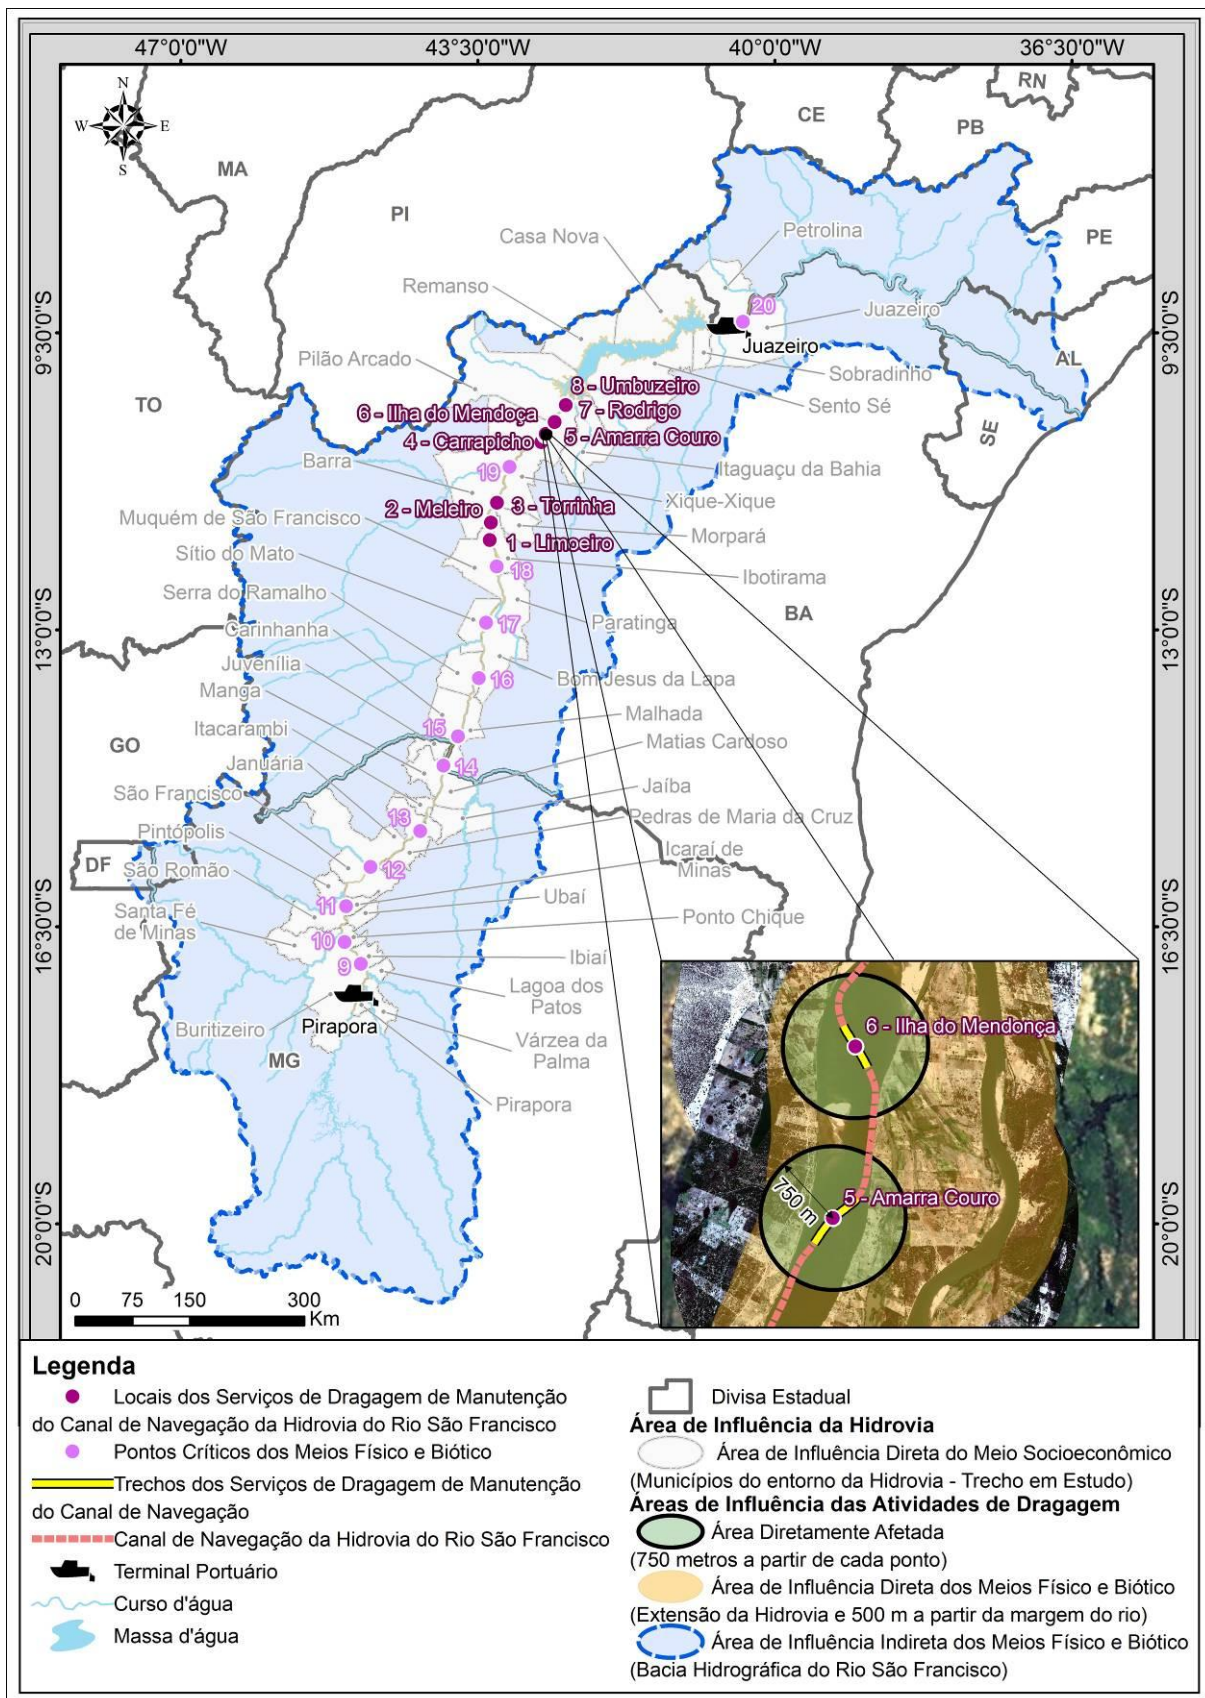 47°0'0"W
43°30'0"W
40°0'0"W
36°30'0"W
N
W
E
S
RN
CE
PB
MA
PI
Casa Nova
Petrolina
PE
Remanso
20
Juazeiro
9°30'0"S
9°30'0"S
Juazeiro
Pilão Arcado
AL
Sobradinho
8 - Umbuzeiro
TO
Sento Sé
6 - Ilha do Mendoça
7 - Rodrigo
SE
4 - Carrapicho
5 - Amarra Couro
Barra
19
Itaguaçu da Bahia
Xique-Xique
2 - Meleiro
3 - Torrinha
Muquém de São Francisco
Morpará
1 - Limoeiro
Sítio do Mato
18
Ibotirama
Serra do Ramalho
BA
13°0'0"S
13°0'0"S
17
Paratinga
Carinhanha
Juvenília
16
Bom Jesus da Lapa
Manga
Malhada
Itacarambi
15
GO
Matias Cardoso
Januária
14
São Francisco
Jaíba
13
Pedras de Maria da Cruz
Pintópolis
Icaraí de
Minas
DF
São Romão
12
Ubaí
11
Santa Fé
de Minas
Ponto Chique
16°30'0"S
16°30'0"S
10
Ibiaí
9
Lagoa dos
Patos
Pirapora
Buritizeiro
Várzea da
Palma
MG
Pirapora
6 - Ilha do Mendonça
750 m
5 - Amarra Couro
20°0'0"S
20°0'0"S
0 75 150 300
Km
Legenda
Locais dos Serviços de Dragagem de Manutenção
do Canal de Navegação da Hidrovia do Rio São Francisco
Pontos Críticos dos Meios Físico e Biótico
Trechos dos Serviços de Dragagem de Manutenção
do Canal de Navegação
Canal de Navegação da Hidrovia do Rio São Francisco
Terminal Portuário
Curso d'água
Massa d'água
Divisa Estadual
Área de Influência da Hidrovia
Área de Influência Direta do Meio Socioeconômico
(Municípios do entorno da Hidrovia - Trecho em Estudo)
Áreas de Influência das Atividades de Dragagem
Área Diretamente Afetada
(750 metros a partir de cada ponto)
Área de Influência Direta dos Meios Físico e Biótico
(Extensão da Hidrovia e 500 m a partir da margem do rio)
Área de Influência Indireta dos Meios Físico e Biótico
(Bacia Hidrográfica do Rio São Francisco)